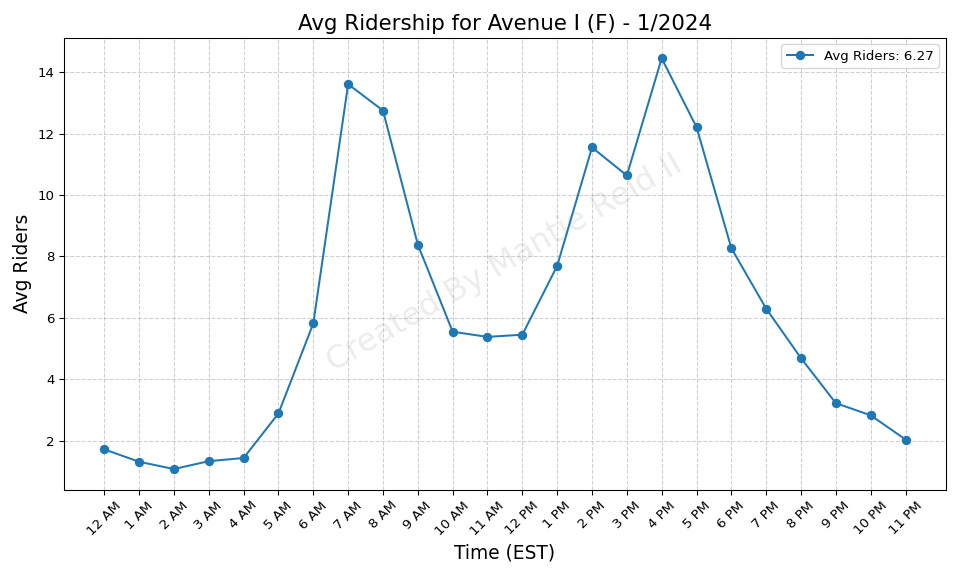 Avg Ridership for Avenue I (F) - 1/2024
Avg Riders: 6.27
Avg Riders
14
12
10
8
6
4
2
Created By Mantle Reid II
12 AM
1 AM
2 AM
3 AM
4 AM
5 AM
6 AM
7 AM
8 AM
9 AM
10 AM
11 AM
12 PM
1 PM
2 PM
3 PM
4 PM
5 PM
6 PM
7 PM
8 PM
9 PM
10 PM
11 PM
Time (EST)